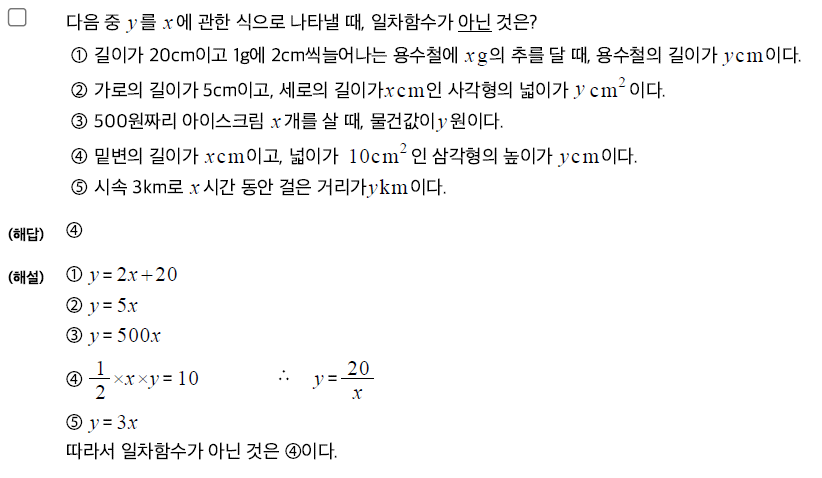 다음 중 y를 x에 관한 식으로 나타낼 때, 일차함수가 아닌 것은?
① 길이가 20cm이고 1g에 2cm씩늘어나는 용수철에 xg의 추를 달 때, 용수철의 길이가 ycm이다.
② 가로의 길이가 5cm이고, 세로의 길이가xcm인 사각형의 넓이가 y cm²이다.
③ 500원짜리 아이스크림 x개를 살 때, 물건값이y원이다.
④ 밑변의 길이가 xcm이고, 넓이가 10cm²인 삼각형의 높이가 ycm이다.
⑤ 시속 3km로 x시간 동안 걸은 거리가ykm이다.
(해답) ④
(해설) ① y=2x+20
② y=5x
③ y=500x
④ 1/2×x×y=10 ∴ y=20/x
⑤ y=3x
따라서 일차함수가 아닌 것은 ④이다.